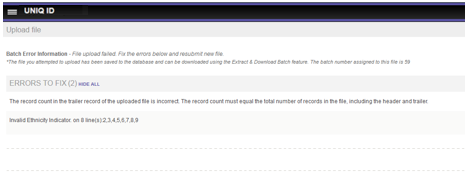 UNIQ ID
Upload file
Batch Error Information - File upload failed. Fix the errors below and resubmit new file.
*The file you attempted to upload has been saved to the database and can be downloaded using the Extract & Download Batch feature. The batch number assigned to this file is 59
ERRORS TO FIX (2) HIDE ALL
The record count in the trailer record of the uploaded file is incorrect. The record count must equal the total number of records in the file, including the header and trailer.
Invalid Ethnicity Indicator. on 8 line(s):2,3,4,5,6,7,8,9